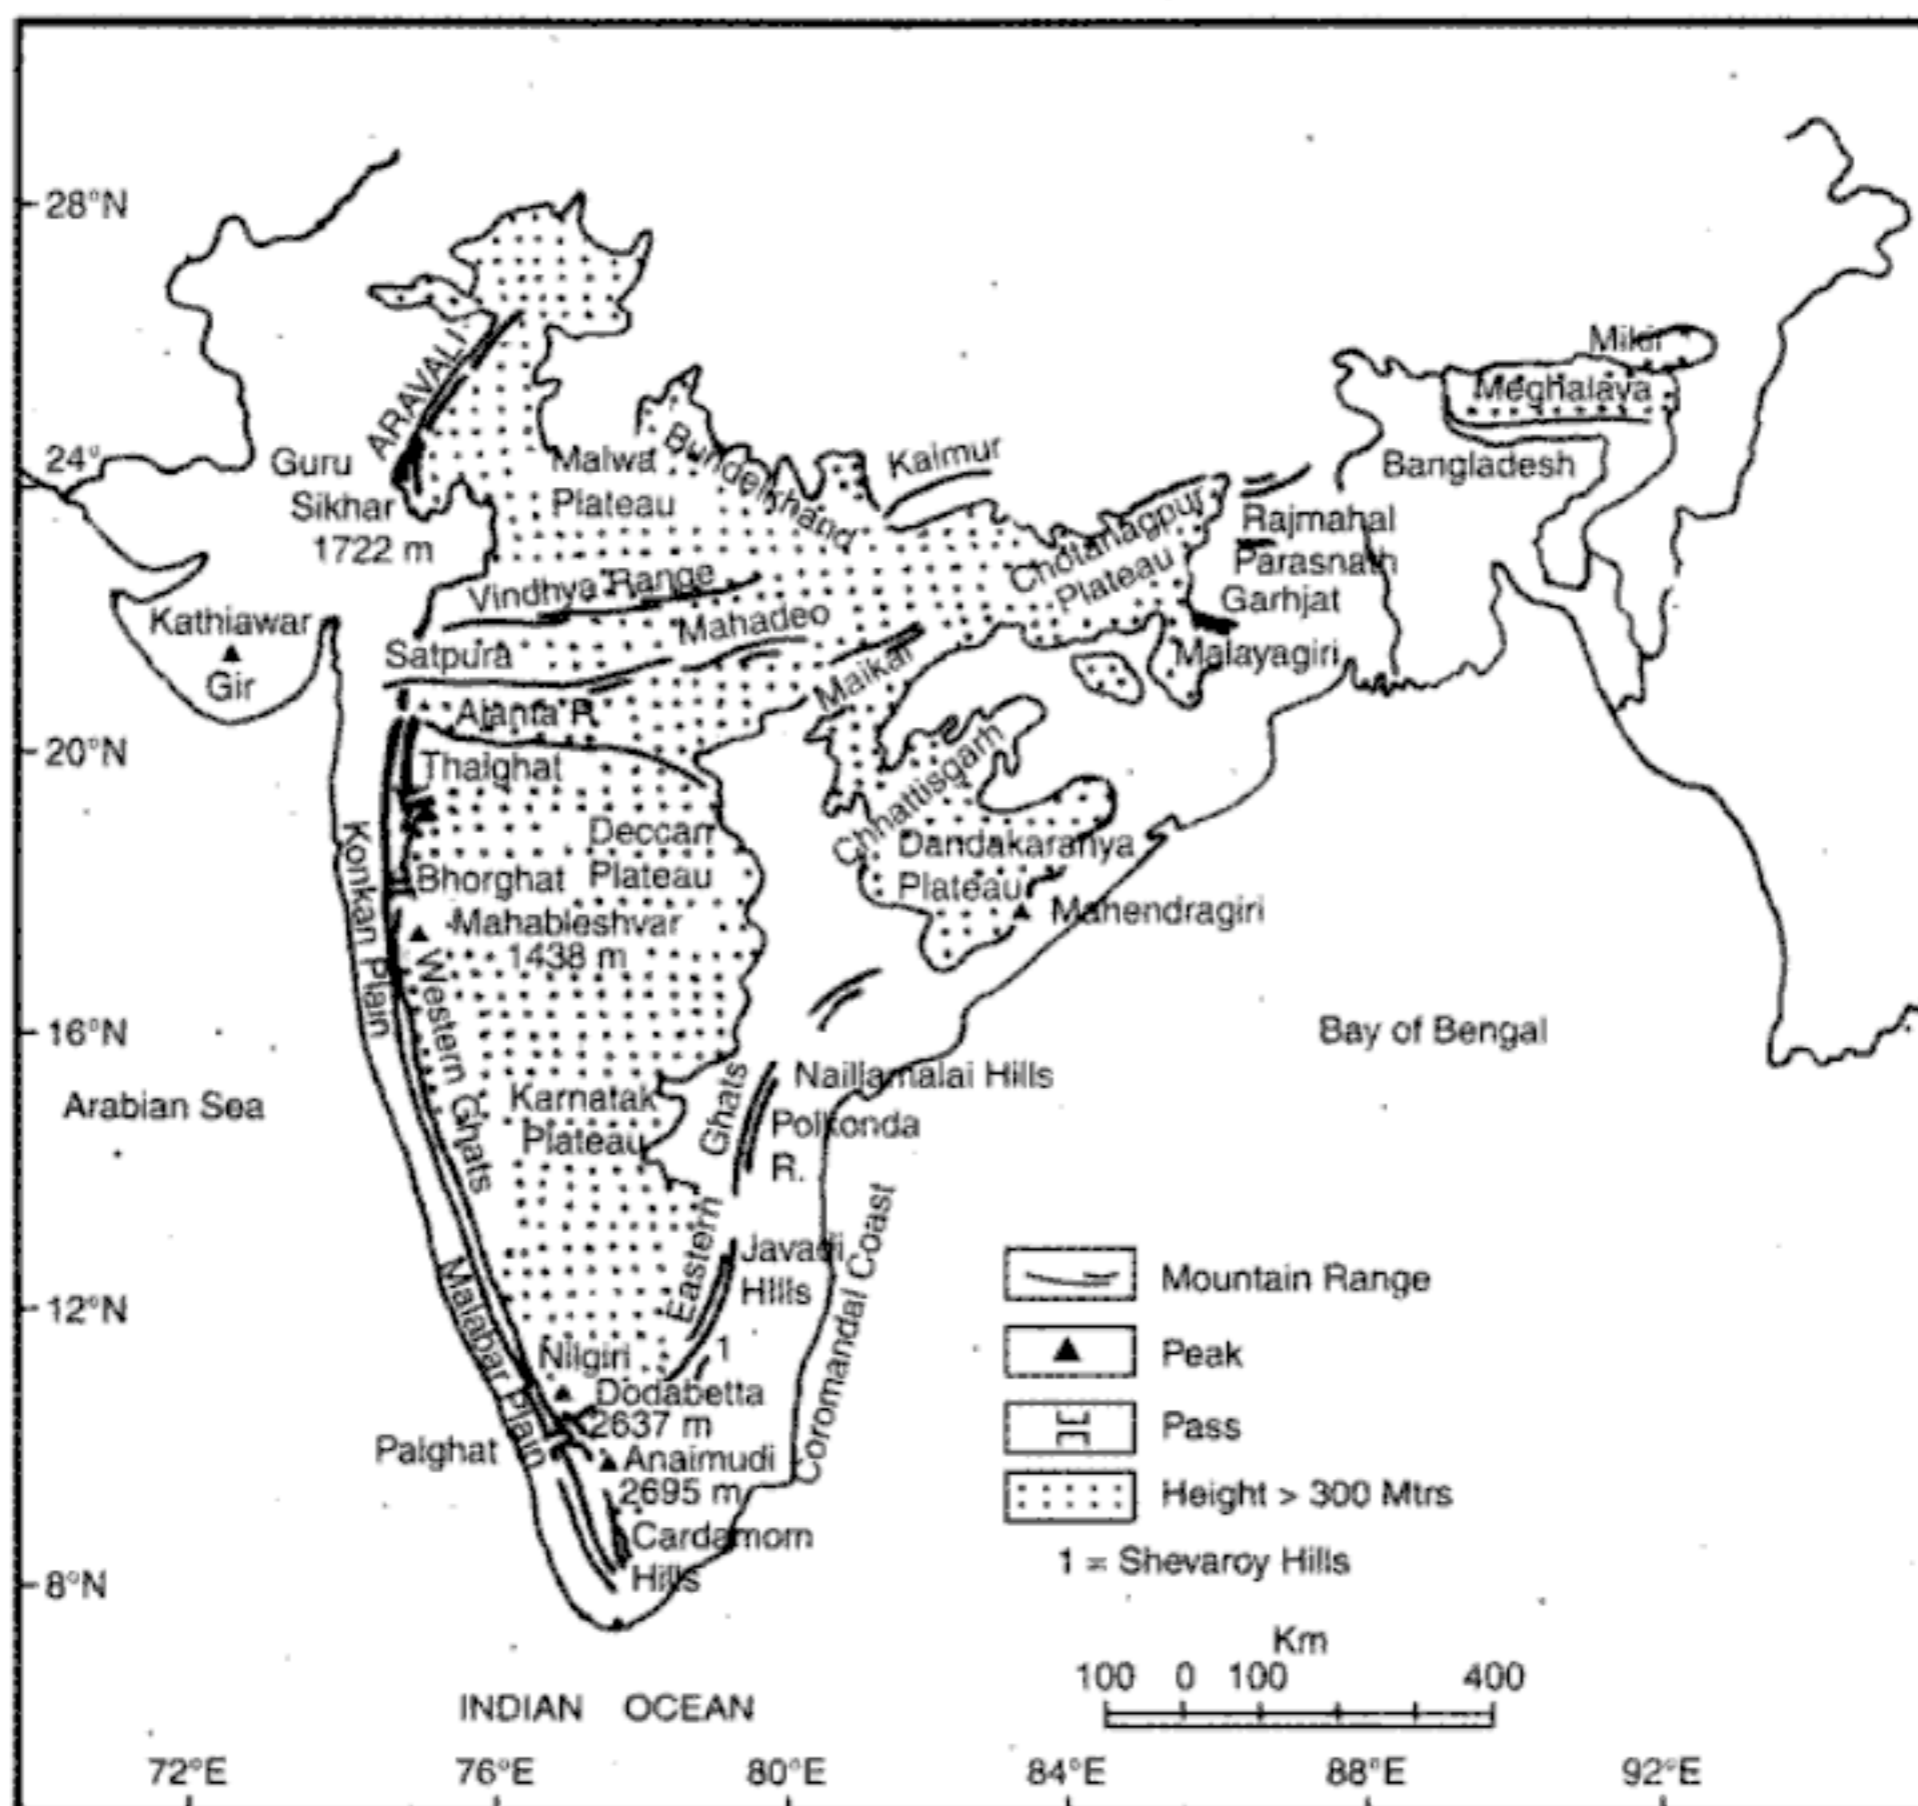 28°N
Mikir
ARAVALI
Meghalaya
24°
Guru
Sikhar
1722 m
Malwa
Plateau
Bundelkhand
Kaimur
Bangladesh
Chotanagpur
Plateau
Rajmahal
Parasnath
Garhjat
Malayagiri
Vindhya Range
Mahadeo
Kathiawar
Gir
Satpura
Maikal
Ajanta R.
20°N
Thalghat
Chhattisgarh
Konkan Plain
Deccan
Plateau
Dandakaranya
Plateau
Bhorghat
Mahableshvar
1438 m
Mahendragiri
Western Ghats
16°N
Bay of Bengal
Arabian Sea
Karnatak
Plateau
Eastern Ghats
Naillamalai Hills
Polkonda
R.
Javadi
Hills
Coromandal Coast
Mountain Range
12°N
Malabar Plain
Nilgiri
1
Peak
Dodabetta
2637 m
Pass
Palghat
Anaimudi
2695 m
Height > 300 Mtrs
Cardamom
Hills
1 = Shevaroy Hills
8°N
Km
100 0 100 400
INDIAN OCEAN
72°E 76°E 80°E 84°E 88°E 92°E